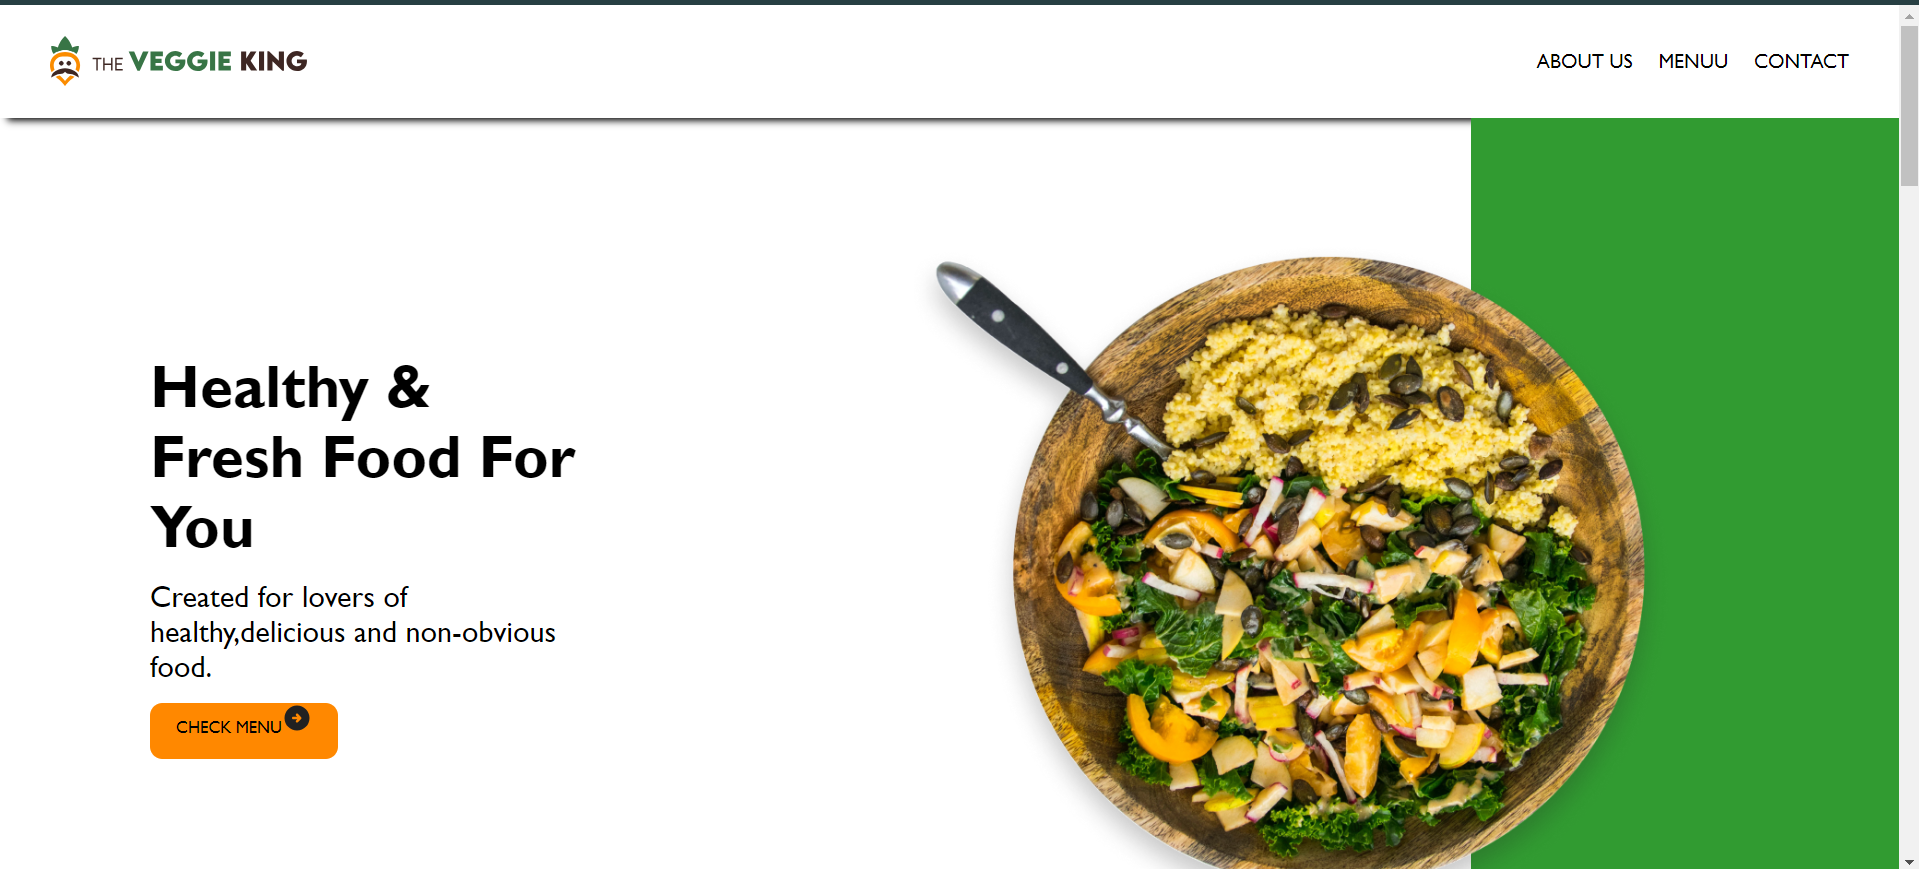 THE VEGGIE KING
ABOUT US MENUU CONTACT
Healthy &
Fresh Food For
You
Created for lovers of
healthy,delicious and non-obvious
food.
CHECK MENU